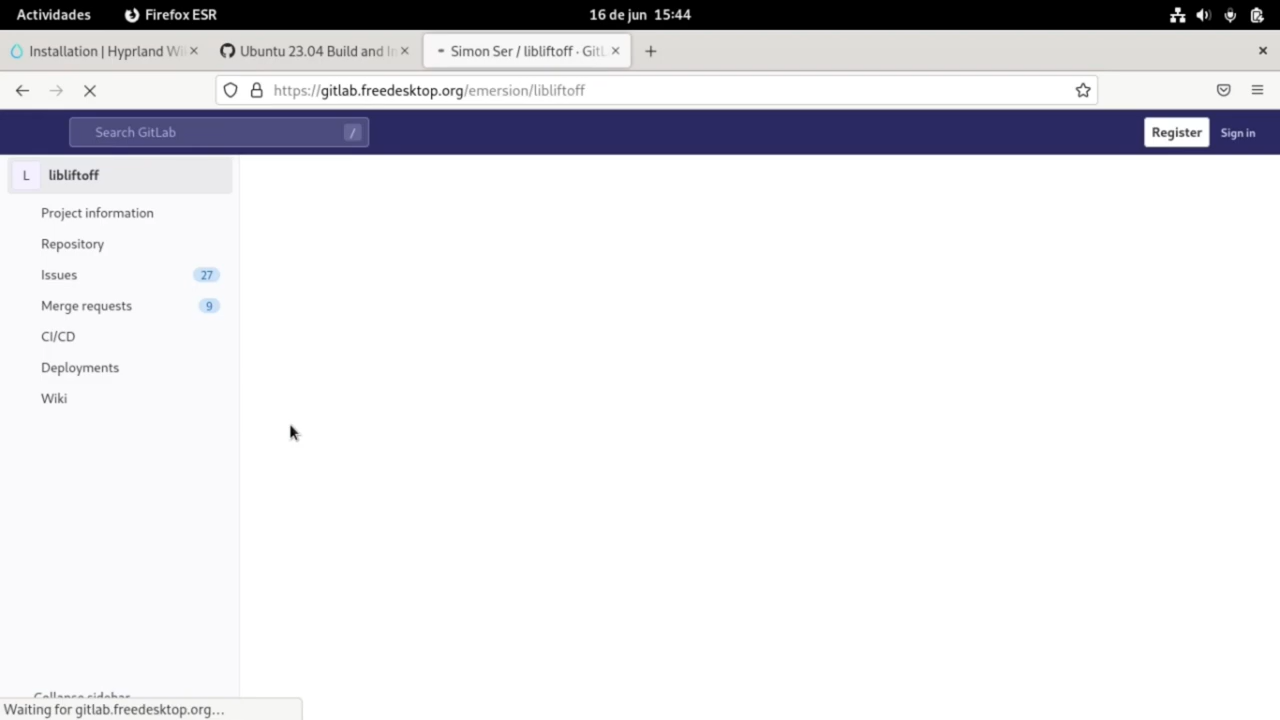 Actividades
Firefox ESR
16 de jun 15:44
Installation | Hyprland Wi
Ubuntu 23.04 Build and In
Simon Ser / libliftoff · GitL
https://gitlab.freedesktop.org/emersion/libliftoff
Search GitLab
/
Register
Sign in
L
libliftoff
Project information
Repository
Issues
27
Merge requests
9
CI/CD
Deployments
Wiki
Collapse sidebar
Waiting for gitlab.freedesktop.org…